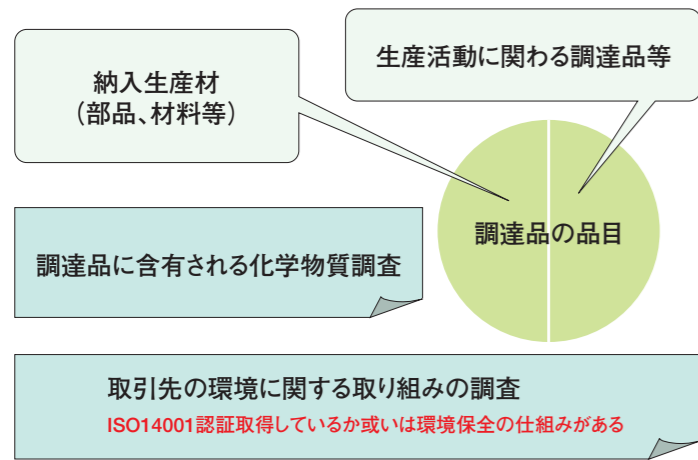 納入生産材
（部品、材料等）
生産活動に関わる調達品等
調達品の品目
調達品に含有される化学物質調査
取引先の環境に関する取り組みの調査
ISO14001認証取得しているか或いは環境保全の仕組みがある